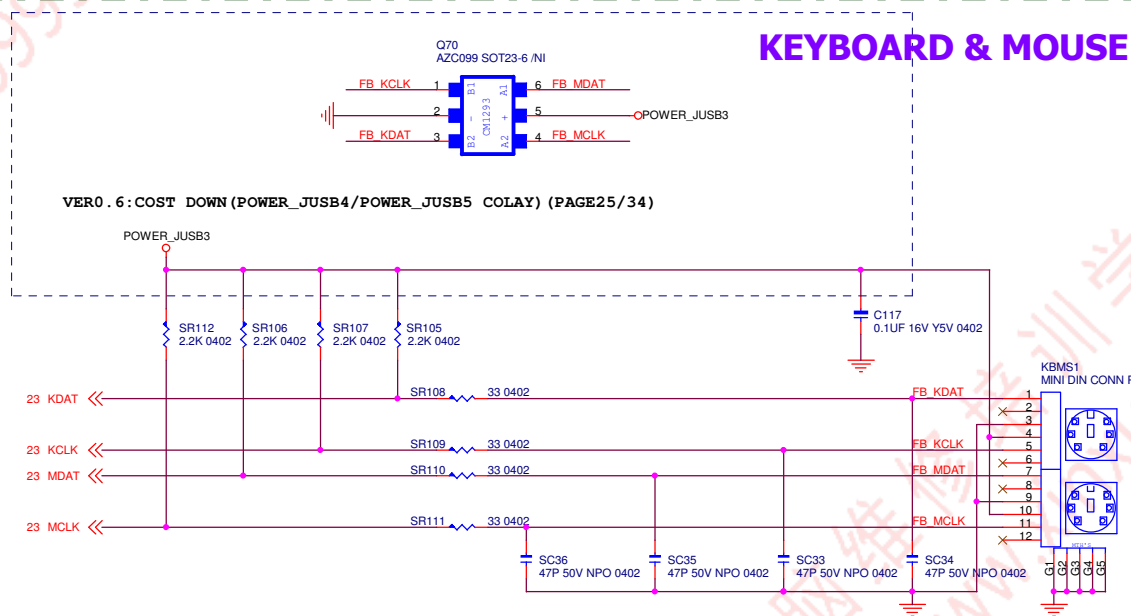 KEYBOARD & MOUSE
Q70
AZC099 SOT23-6 /NI
FB_KCLK 1 B1 A1 6 FB_MDAT
2 - CM1293 + 5 POWER_JUSB3
FB_KDAT 3 B2 A2 4 FB_MCLK
VER0.6:COST DOWN(POWER_JUSB4/POWER_JUSB5 COLAY)(PAGE25/34)
POWER_JUSB3
SR112
2.2K 0402
SR106
2.2K 0402
SR107
2.2K 0402
SR105
2.2K 0402
C117
0.1UF 16V Y5V 0402
KBMS1
MINI DIN CONN
23 KDAT
SR108 33 0402
FB_KDAT
23 KCLK
SR109 33 0402
FB_KCLK
23 MDAT
SR110 33 0402
FB_MDAT
23 MCLK
SR111 33 0402
FB_MCLK
1
2
3
4
5
6
7
8
9
10
11
12
SC36
47P 50V NPO 0402
SC35
47P 50V NPO 0402
SC33
47P 50V NPO 0402
SC34
47P 50V NPO 0402
G1 G2 G3 G4 G5